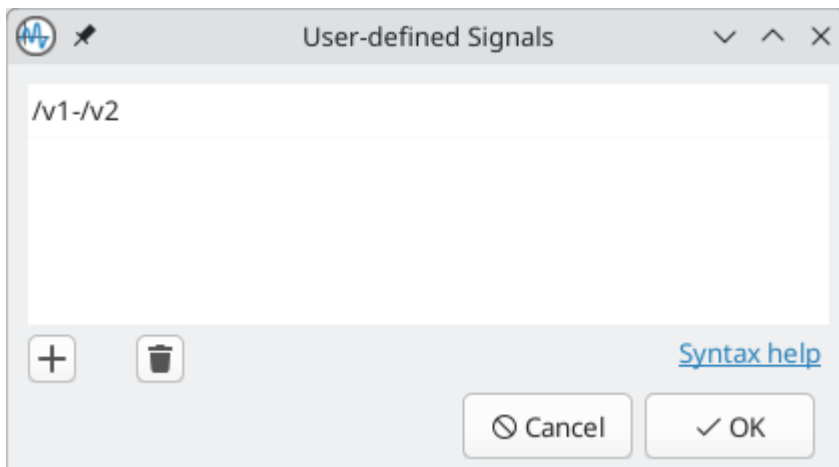 User-defined Signals
/v1-/v2
Syntax help
Cancel
OK